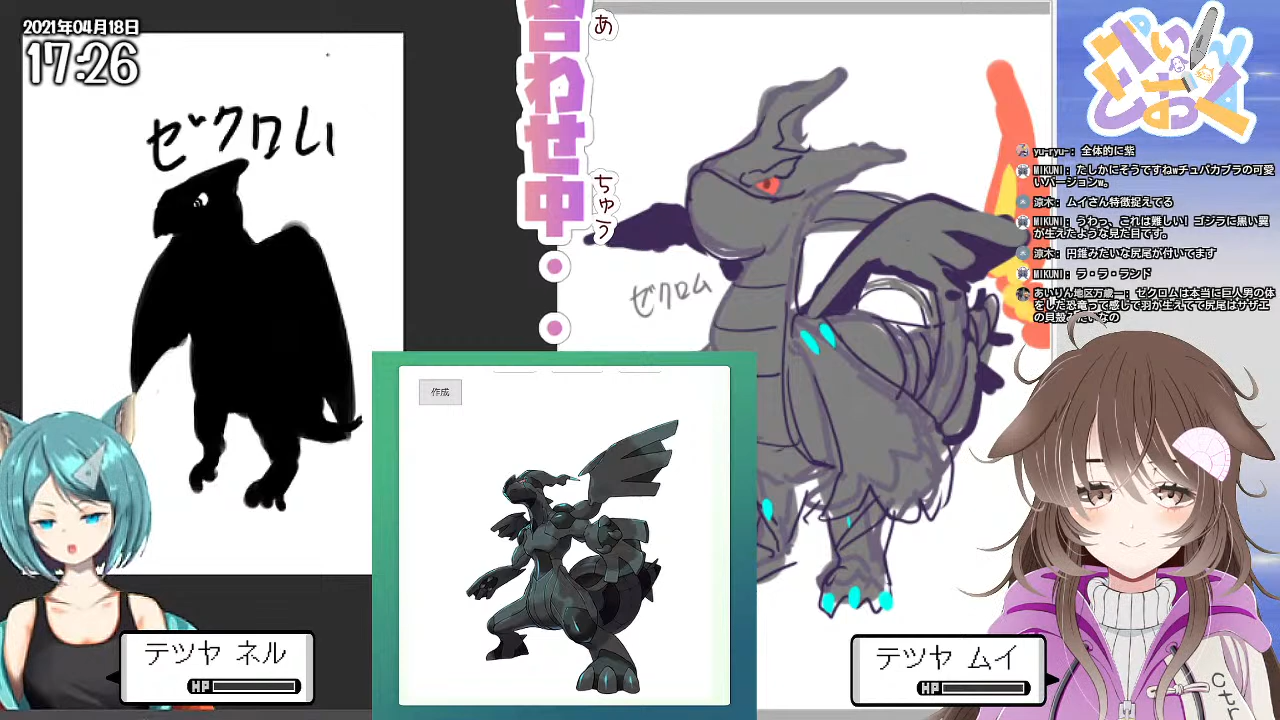 2021年04月18日
17:26
ゼクロム
合わせ中
あ
ちゅう
ゼクロム
作成
yu-ryu-: 全体的に紫
MIKUNI: たしかにそうですねwチュパカブラの可愛
いバージョンw。
涼木: ムイさん特徴捉えてる
MIKUNI: うわっ、これは難しい！ゴジラに黒い翼
が生えたような見た目です。
涼木: 円錐みたいな尻尾が付いてます
MIKUNI: ラ・ラ・ランド
あいりん地区万歳ー: ゼクロムは本当に巨人男の体
をした恐竜って感じで羽が生えてて尻尾はサザエ
の貝殻みたいなの
テツヤ ネル
HP
テツヤ ムイ
HP